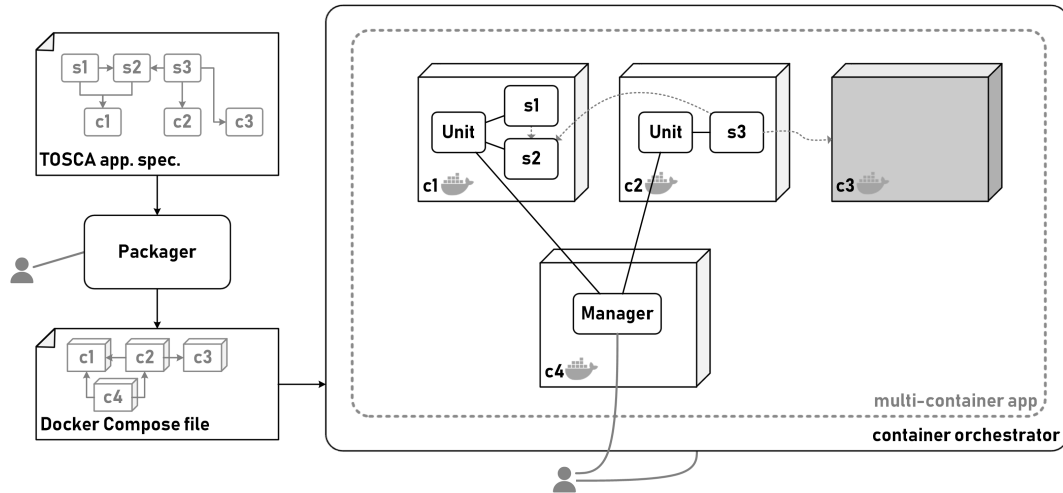 s1
s2
s3
c1
c2
c3
TOSCA app. spec.
Packager
c1
c2
c3
c4
Docker Compose file
Unit
s1
s2
c1
Unit
s3
c2
c3
Manager
c4
multi-container app
container orchestrator